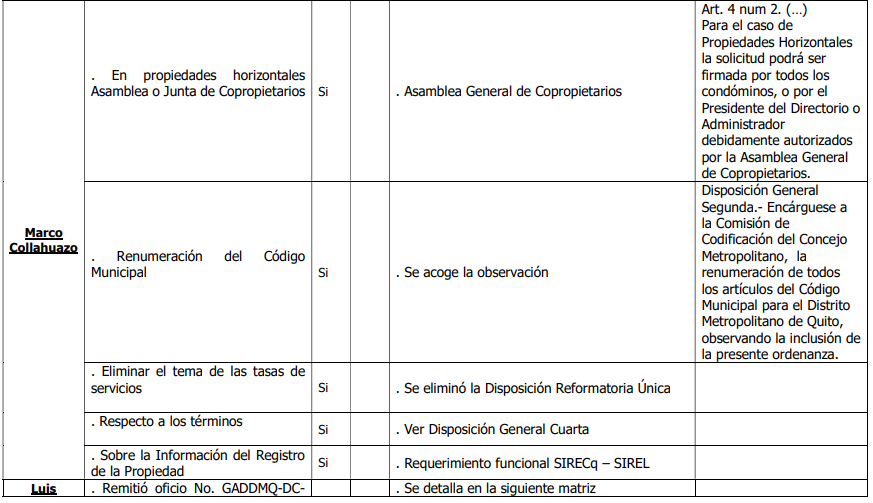 Marco
Collahuazo
. En propiedades horizontales
Asamblea o Junta de Copropietarios
Si
. Asamblea General de Copropietarios
Art. 4 num 2. (…)
Para el caso de
Propiedades Horizontales
la solicitud podrá ser
firmada por todos los
condóminos, o por el
Presidente del Directorio o
Administrador
debidamente autorizados
por la Asamblea General
de Copropietarios.
. Renumeración del Código
Municipal
Si
. Se acoge la observación
Disposición General
Segunda.- Encárguese a
la Comisión de
Codificación del Concejo
Metropolitano, la
renumeración de todos
los artículos del Código
Municipal para el Distrito
Metropolitano de Quito,
observando la inclusión de
la presente ordenanza.
. Eliminar el tema de las tasas de
servicios
Si
. Se eliminó la Disposición Reformatoria Única
. Respecto a los términos
Si
. Ver Disposición General Cuarta
. Sobre la Información del Registro
de la Propiedad
Si
. Requerimiento funcional SIRECq – SIREL
Luis
. Remitió oficio No. GADDMQ-DC-
. Se detalla en la siguiente matriz